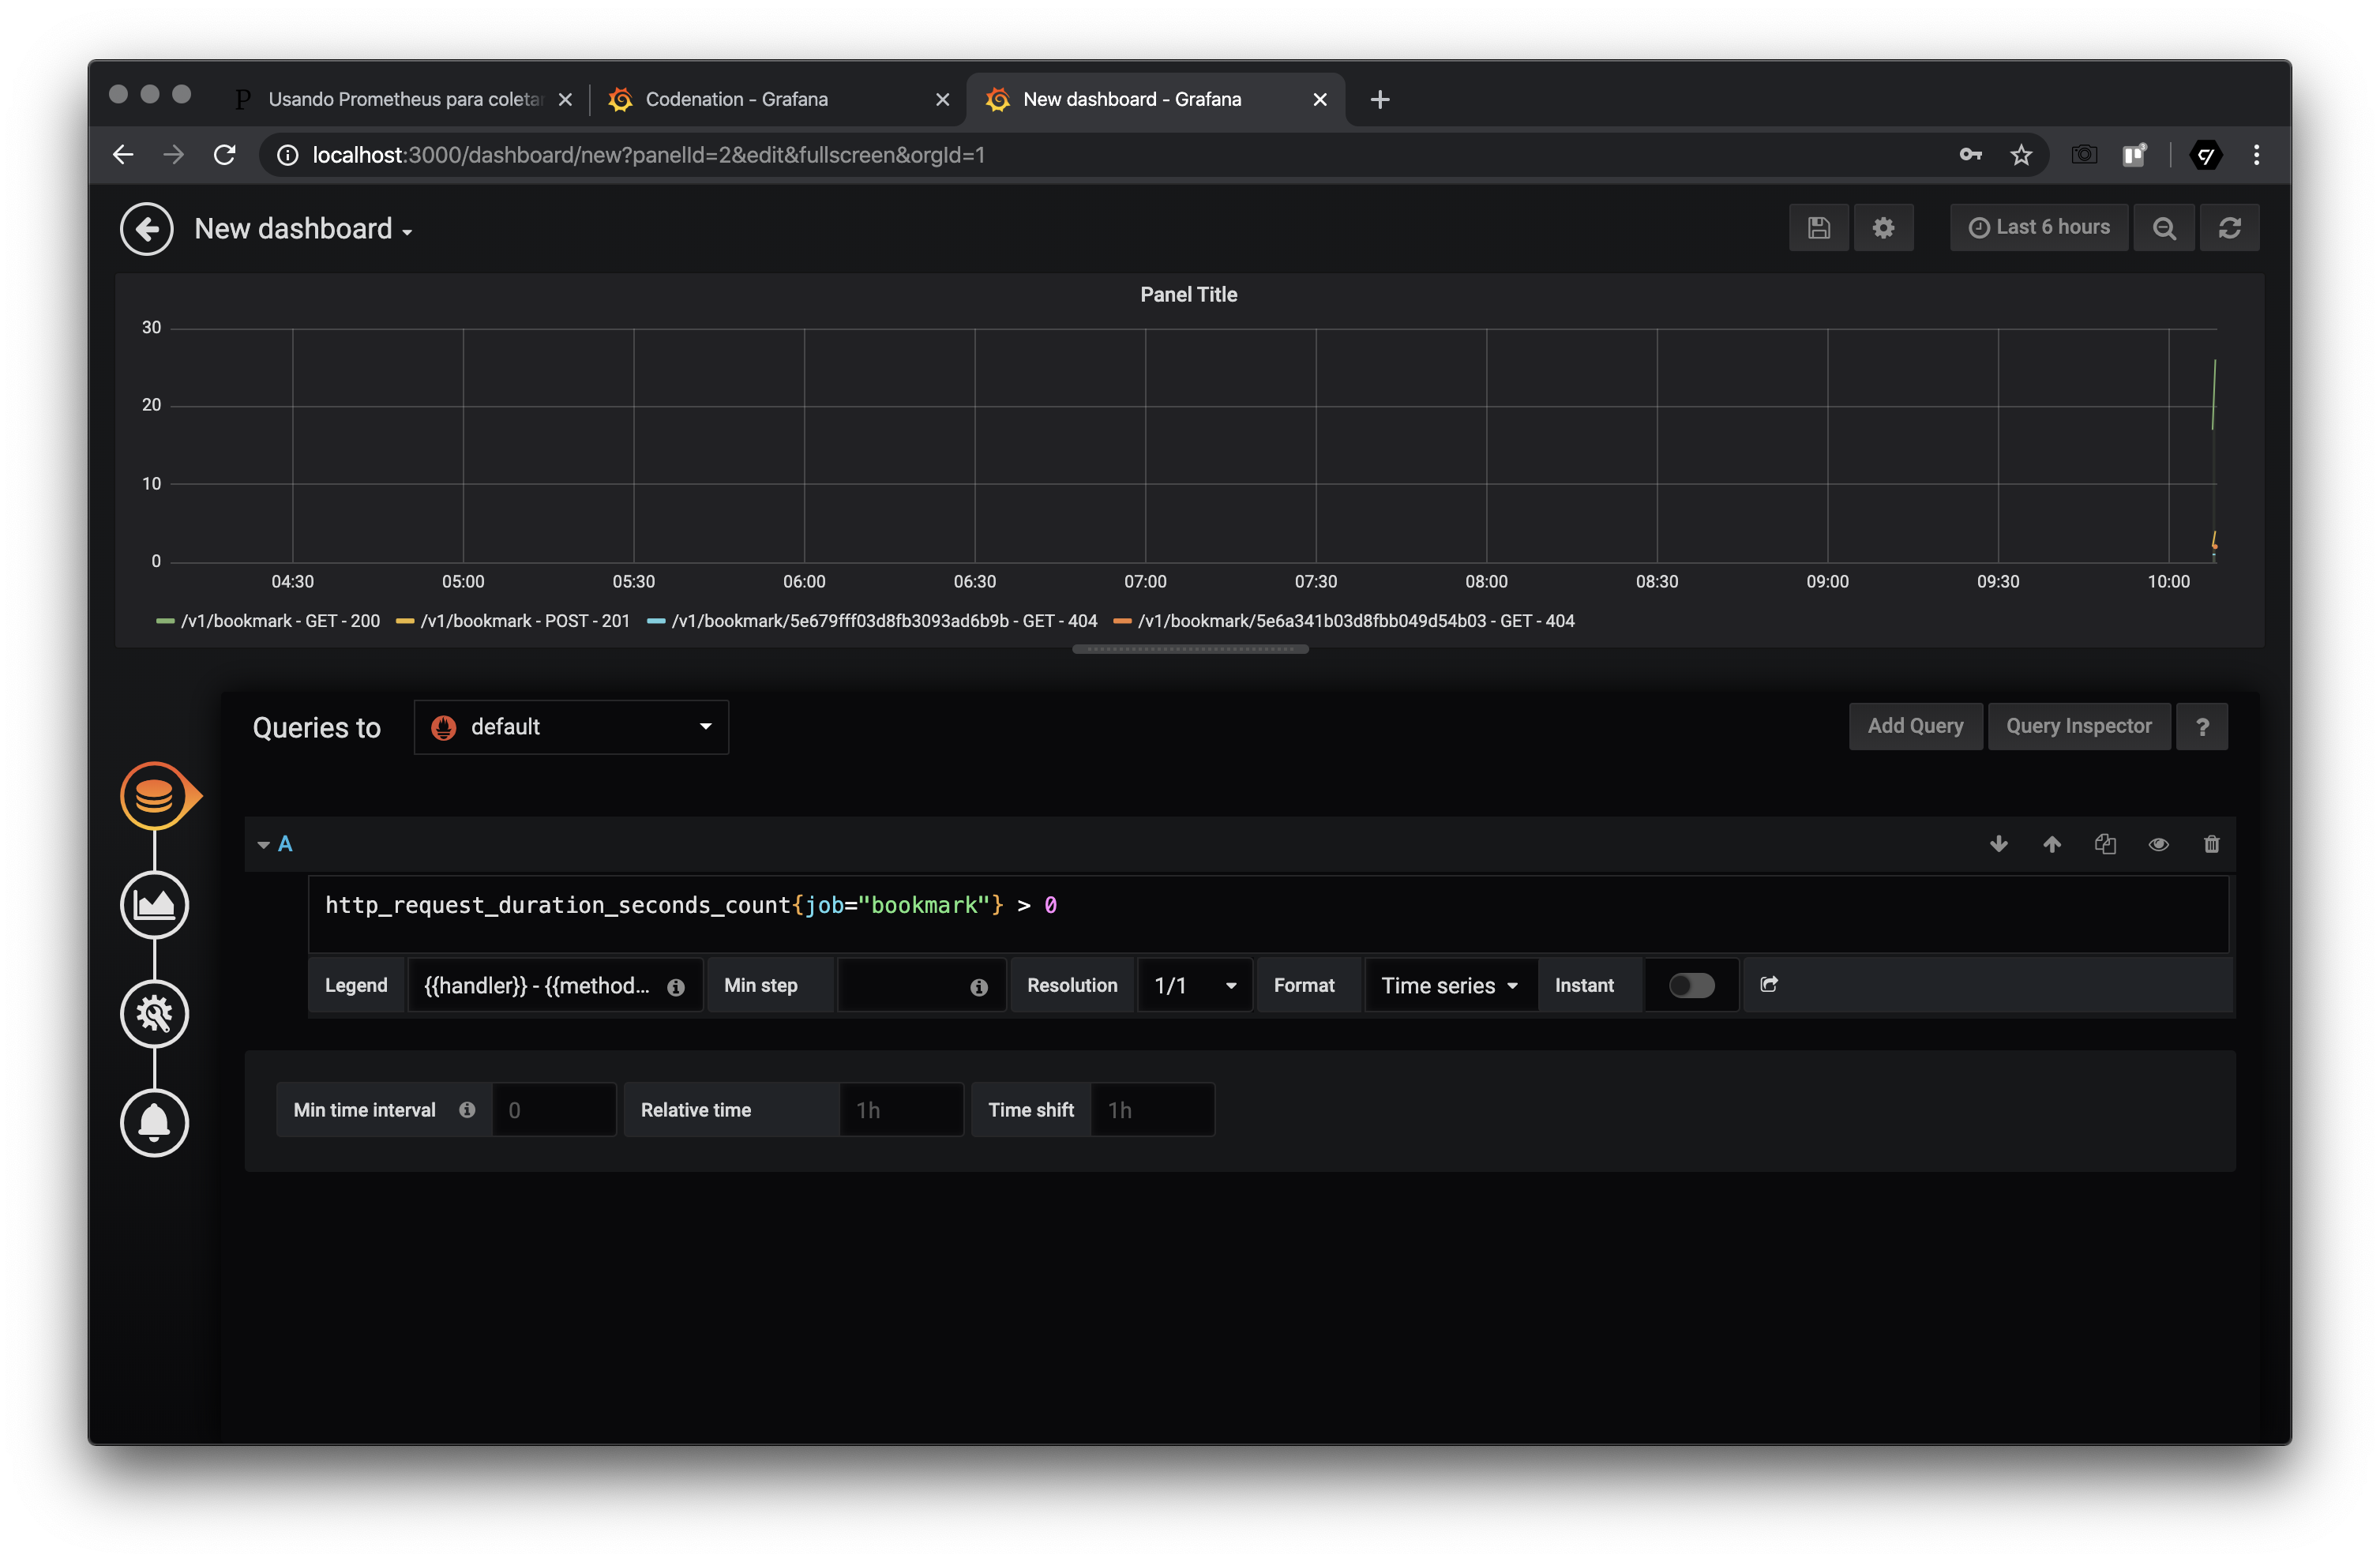 Usando Prometheus para coletar
Codenation - Grafana
New dashboard - Grafana
localhost:3000/dashboard/new?panelId=2&edit&fullscreen&orgId=1
New dashboard
Last 6 hours
Panel Title
30
20
10
0
04:30 05:00 05:30 06:00 06:30 07:00 07:30 08:00 08:30 09:00 09:30 10:00
/v1/bookmark - GET - 200 /v1/bookmark - POST - 201 /v1/bookmark/5e679fff03d8fb3093ad6b9b - GET - 404 /v1/bookmark/5e6a341b03d8fbb049d54b03 - GET - 404
Queries to default Add Query Query Inspector ?
A
http_request_duration_seconds_count{job="bookmark"} > 0
Legend {{handler}} - {{method... Min step Resolution 1/1 Format Time series Instant
Min time interval 0 Relative time 1h Time shift 1h